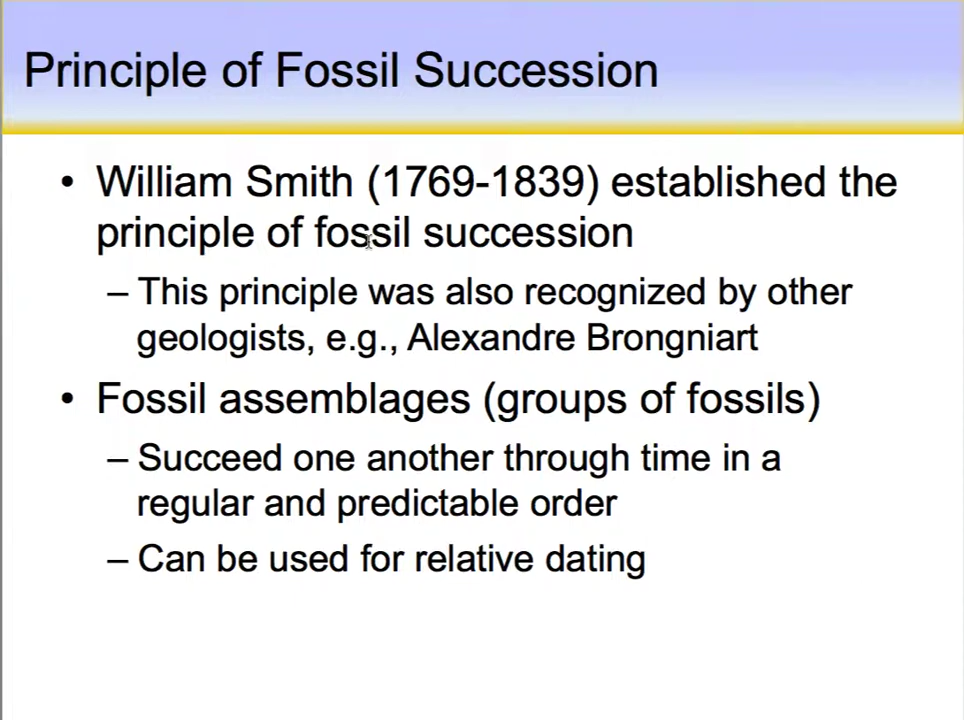 Principle of Fossil Succession
• William Smith (1769-1839) established the
principle of fossil succession
– This principle was also recognized by other
geologists, e.g., Alexandre Brongniart
• Fossil assemblages (groups of fossils)
– Succeed one another through time in a
regular and predictable order
– Can be used for relative dating